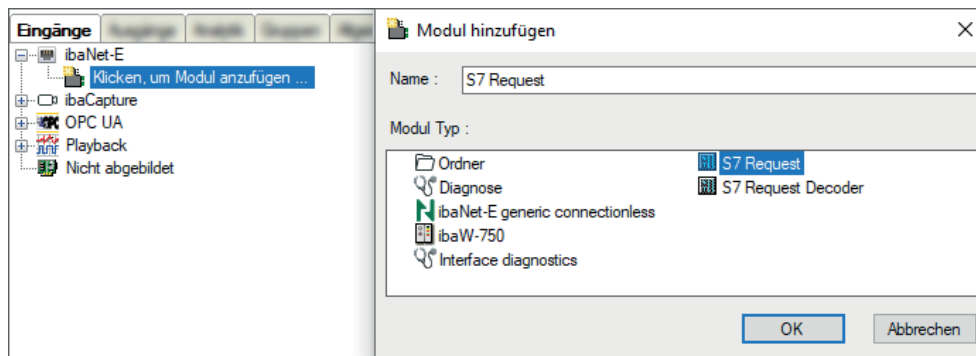 Eingänge
ibaNet-E
Klicken, um Modul anzufügen ...
ibaCapture
OPC UA
Playback
Nicht abgebildet
Modul hinzufügen
Name :
S7 Request
Modul Typ :
Ordner
Diagnose
ibaNet-E generic connectionless
ibaW-750
Interface diagnostics
S7 Request
S7 Request Decoder
OK
Abbrechen